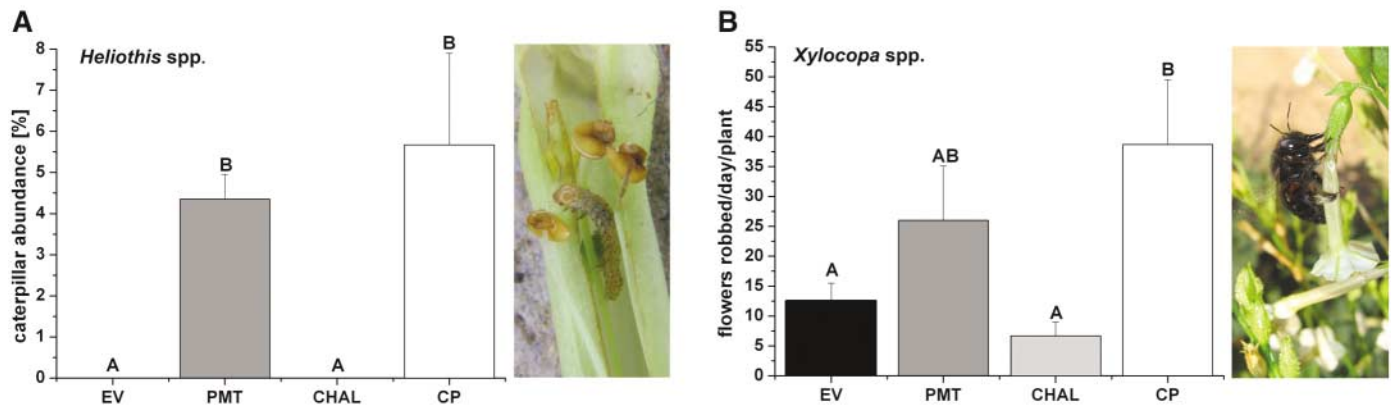 A
Heliothis spp.
caterpillar abundance [%]
8
7
6
5
4
3
2
1
0
A
B
A
B
EV
PMT
CHAL
CP
B
Xylocopa spp.
flowers robbed/day/plant
55
50
45
40
35
30
25
20
15
10
5
0
A
AB
A
B
EV
PMT
CHAL
CP